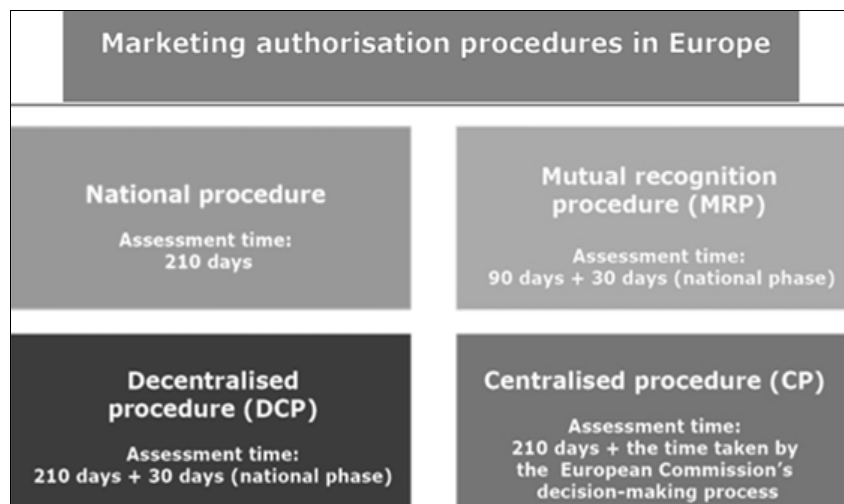 Marketing authorisation procedures in Europe
National procedure
Assessment time:
210 days
Mutual recognition
procedure (MRP)
Assessment time:
90 days + 30 days (national phase)
Decentralised
procedure (DCP)
Assessment time:
210 days + 30 days (national phase)
Centralised procedure (CP)
Assessment time:
210 days + the time taken by
the European Commission's
decision-making process